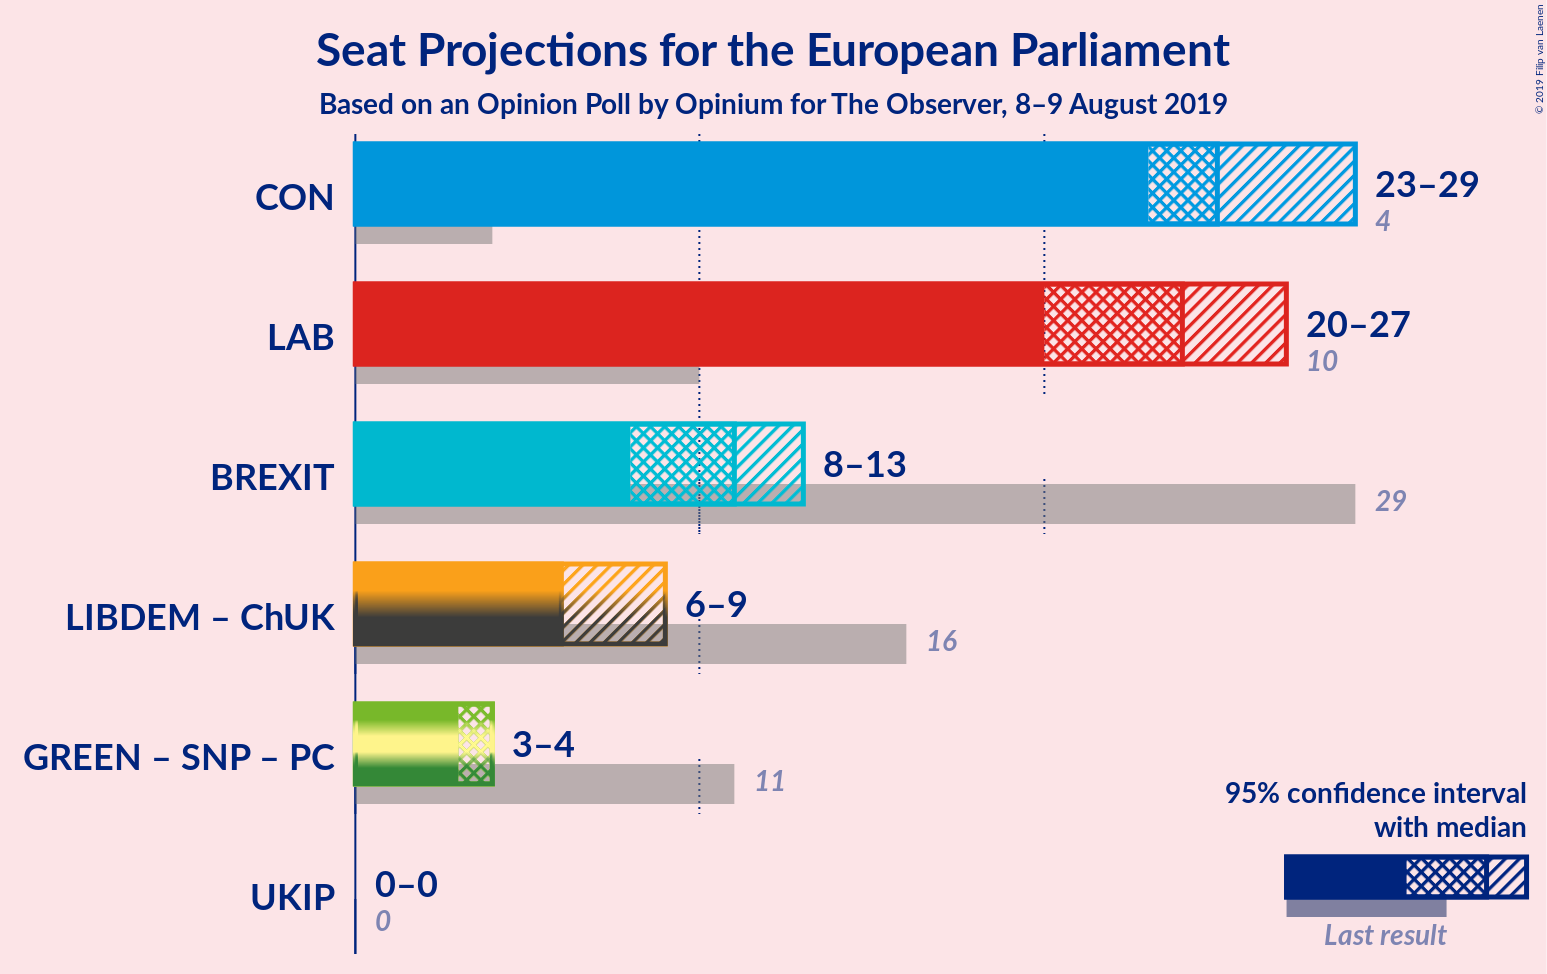 Seat Projections for the European Parliament
Based on an Opinion Poll by Opinium for The Observer, 8–9 August 2019
© 2019 Filip van Laenen
CON
23–29
4
LAB
20–27
10
BREXIT
8–13
29
LIBDEM – ChUK
6–9
16
GREEN – SNP – PC
3–4
11
UKIP
0–0
0
95% confidence interval
with median
Last result